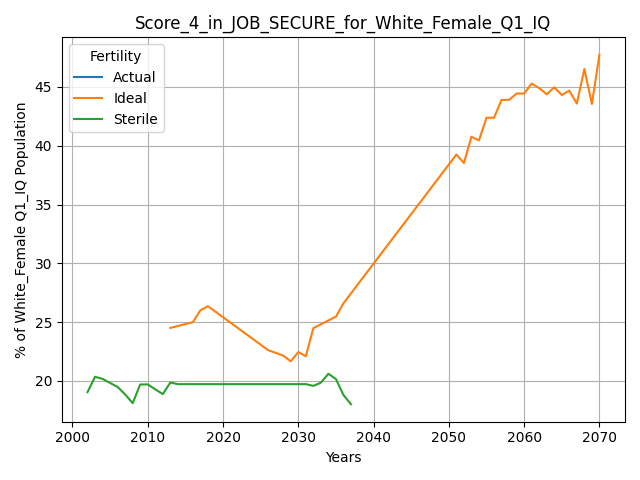 Score_4_in_JOB_SECURE_for_White_Female_Q1_IQ
Fertility
Actual
Ideal
Sterile
% of White_Female Q1_IQ Population
45
40
35
30
25
20
2000 2010 2020 2030 2040 2050 2060 2070
Years